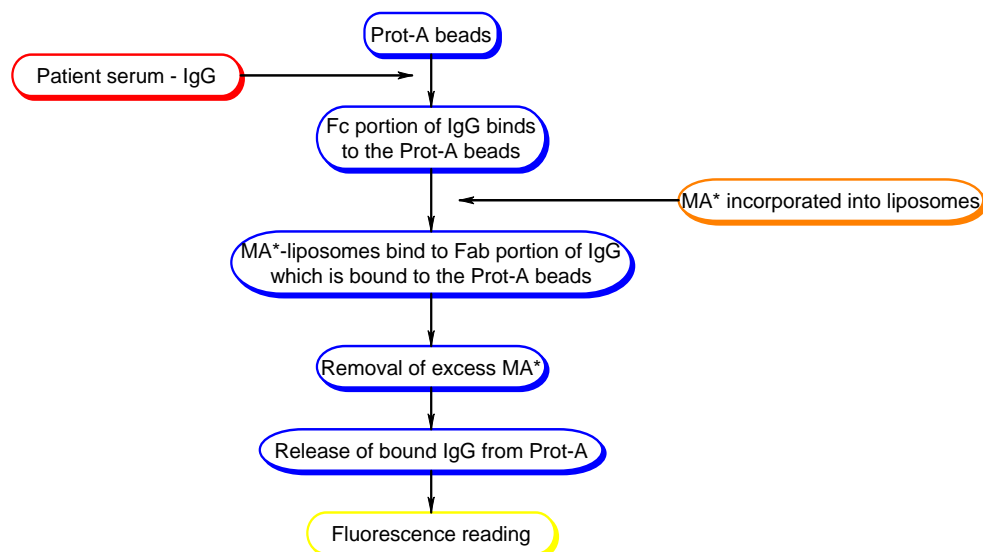 Prot-A beads
Patient serum - IgG
Fc portion of IgG binds
to the Prot-A beads
MA* incorporated into liposomes
MA*-liposomes bind to Fab portion of IgG
which is bound to the Prot-A beads
Removal of excess MA*
Release of bound IgG from Prot-A
Fluorescence reading